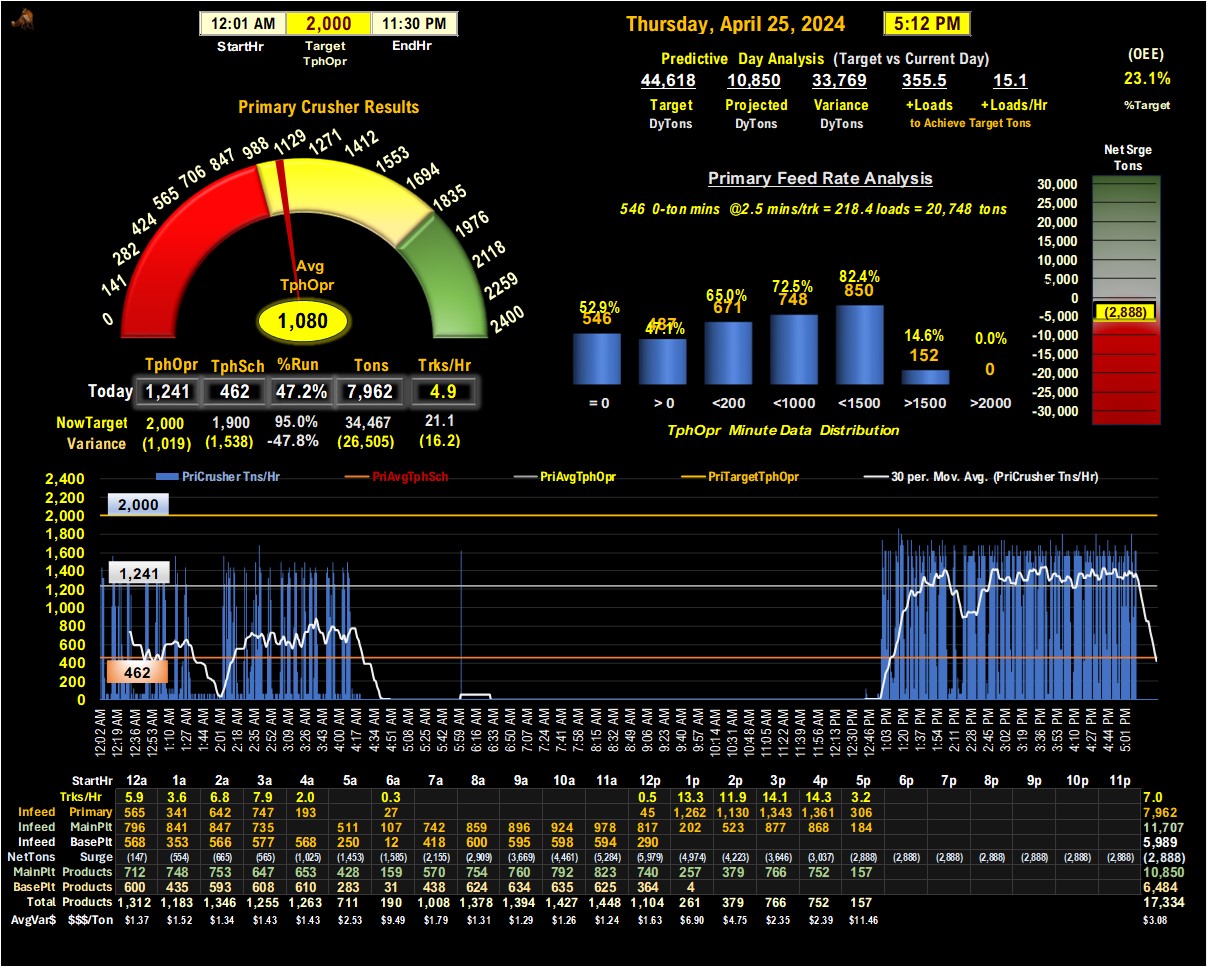 12:01 AM 2,000 11:30 PM
StartHr Target EndHr
TphOpr
Thursday, April 25, 2024 5:12 PM
Predictive Day Analysis (Target vs Current Day)
44,618 10,850 33,769 355.5 15.1
Target Projected Variance +Loads +Loads/Hr
DyTons DyTons DyTons to Achieve Target Tons
(OEE)
23.1%
%Target
Primary Crusher Results
0 141 282 424 565 706 847 988 1129 1271 1412 1553 1694 1835 1976 2118 2259 2400
Avg
TphOpr
1,080
TphOpr TphSch %Run Tons Trks/Hr
Today 1,241 462 47.2% 7,962 4.9
NowTarget 2,000 1,900 95.0% 34,467 21.1
Variance (1,019) (1,538) -47.8% (26,505) (16.2)
Primary Feed Rate Analysis
546 0-ton mins @2.5 mins/trk = 218.4 loads = 20,748 tons
52.9% 47.1% 65.0% 72.5% 82.4% 14.6% 0.0%
546 487 671 748 850 152 0
= 0 > 0 <200 <1000 <1500 >1500 >2000
TphOpr Minute Data Distribution
Net Srge
Tons
30,000
25,000
20,000
15,000
10,000
5,000
0
(2,888)
-5,000
-10,000
-15,000
-20,000
-25,000
-30,000
PriCrusher Tns/Hr PriAvgTphSch PriAvgTphOpr PriTargetTphOpr 30 per. Mov. Avg. (PriCrusher Tns/Hr)
2,400
2,200
2,000
1,800
1,600
1,400
1,200
1,000
800
600
400
200
0
2,000
1,241
462
12:02 AM 12:19 AM 12:36 AM 12:53 AM 1:10 AM 1:27 AM 1:44 AM 2:01 AM 2:18 AM 2:35 AM 2:52 AM 3:09 AM 3:26 AM 3:43 AM 4:00 AM 4:17 AM 4:34 AM 4:51 AM 5:08 AM 5:25 AM 5:42 AM 5:59 AM 6:16 AM 6:33 AM 6:50 AM 7:07 AM 7:24 AM 7:41 AM 7:58 AM 8:15 AM 8:32 AM 8:49 AM 9:06 AM 9:23 AM 9:40 AM 9:57 AM 10:14 AM 10:31 AM 10:48 AM 11:05 AM 11:22 AM 11:39 AM 11:56 AM 12:13 PM 12:30 PM 12:46 PM 1:03 PM 1:20 PM 1:37 PM 1:54 PM 2:11 PM 2:28 PM 2:45 PM 3:02 PM 3:19 PM 3:36 PM 3:53 PM 4:10 PM 4:27 PM 4:44 PM 5:01 PM
StartHr 12a 1a 2a 3a 4a 5a 6a 7a 8a 9a 10a 11a 12p 1p 2p 3p 4p 5p 6p 7p 8p 9p 10p 11p
Trks/Hr 5.9 3.6 6.8 7.9 2.0 0.3 0.5 13.3 11.9 14.1 14.3 3.2 7.0
Infeed Primary 565 341 642 747 193 27 45 1,262 1,130 1,343 1,361 306 7,962
Infeed MainPlt 796 841 847 735 511 107 742 859 896 924 978 817 202 523 877 868 184 11,707
Infeed BasePlt 568 353 566 577 568 250 12 418 600 595 598 594 290 5,989
NetTons Surge (147) (554) (665) (565) (1,025) (1,453) (1,585) (2,155) (2,909) (3,669) (4,461) (5,284) (5,979) (4,974) (4,223) (3,646) (3,037) (2,888) (2,888) (2,888) (2,888) (2,888) (2,888) (2,888) (2,888)
MainPlt Products 712 748 753 647 653 428 159 570 754 760 792 823 740 257 379 766 752 157 10,850
BasePlt Products 600 435 593 608 610 283 31 438 624 634 635 625 364 4 6,484
Total Products 1,312 1,183 1,346 1,255 1,263 711 190 1,008 1,378 1,394 1,427 1,448 1,104 261 379 766 752 157 17,334
AvgVar$ $$$/Ton $1.37 $1.52 $1.34 $1.43 $1.43 $2.53 $9.49 $1.79 $1.31 $1.29 $1.26 $1.24 $1.63 $6.90 $4.75 $2.35 $2.39 $11.46 $3.08